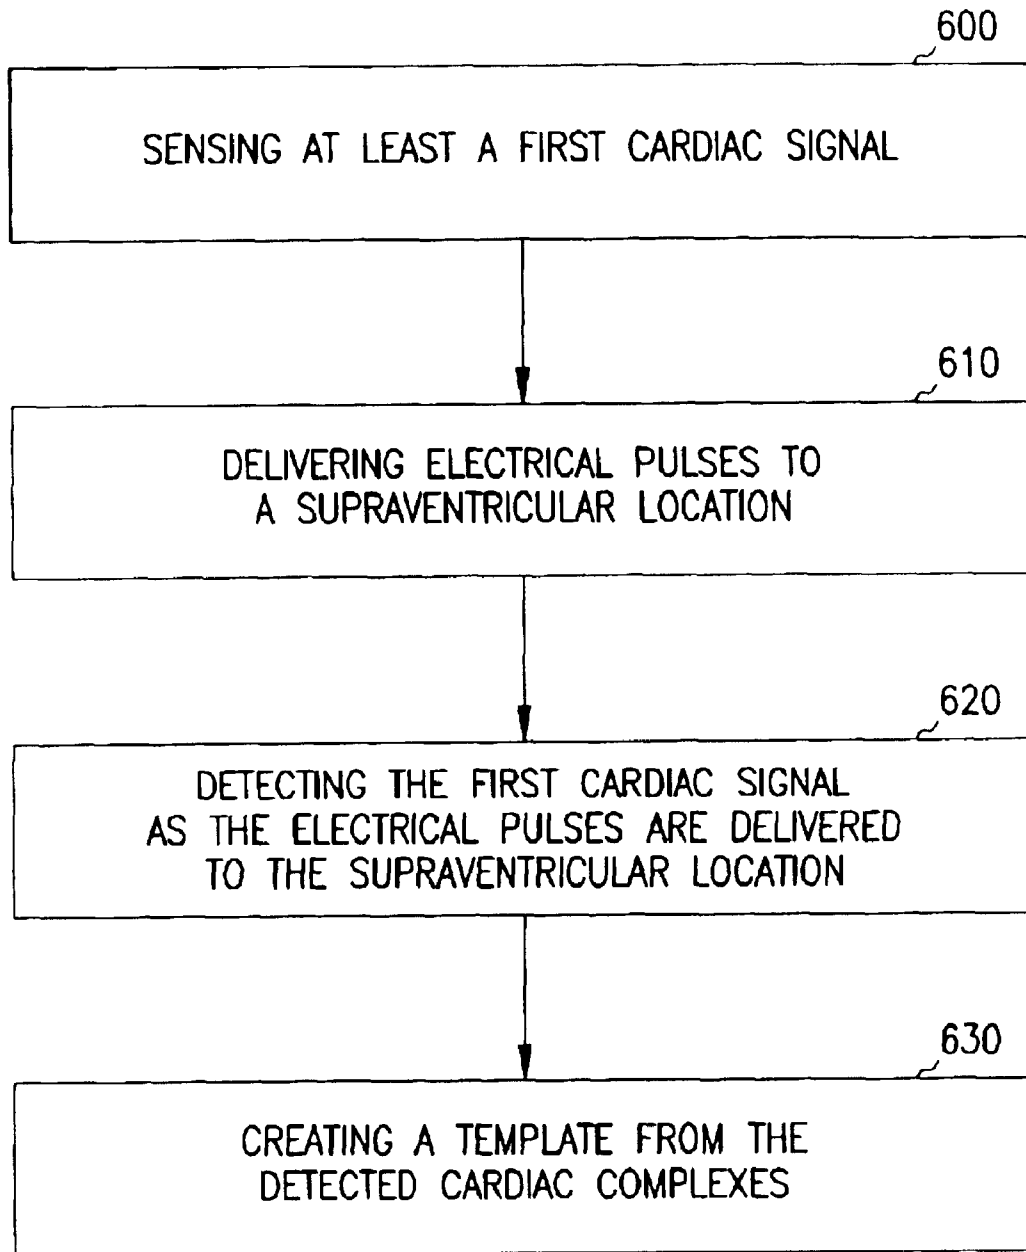 600
SENSING AT LEAST A FIRST CARDIAC SIGNAL
610
DELIVERING ELECTRICAL PULSES TO
A SUPRAVENTRICULAR LOCATION
620
DETECTING THE FIRST CARDIAC SIGNAL
AS THE ELECTRICAL PULSES ARE DELIVERED
TO THE SUPRAVENTRICULAR LOCATION
630
CREATING A TEMPLATE FROM THE
DETECTED CARDIAC COMPLEXES